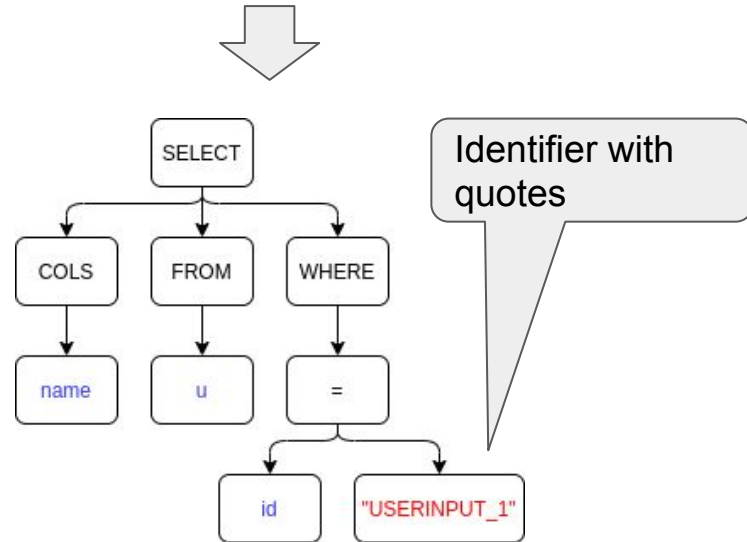 SELECT
Identifier with
quotes
COLS
FROM
WHERE
name
u
=
id
"USERINPUT_1"